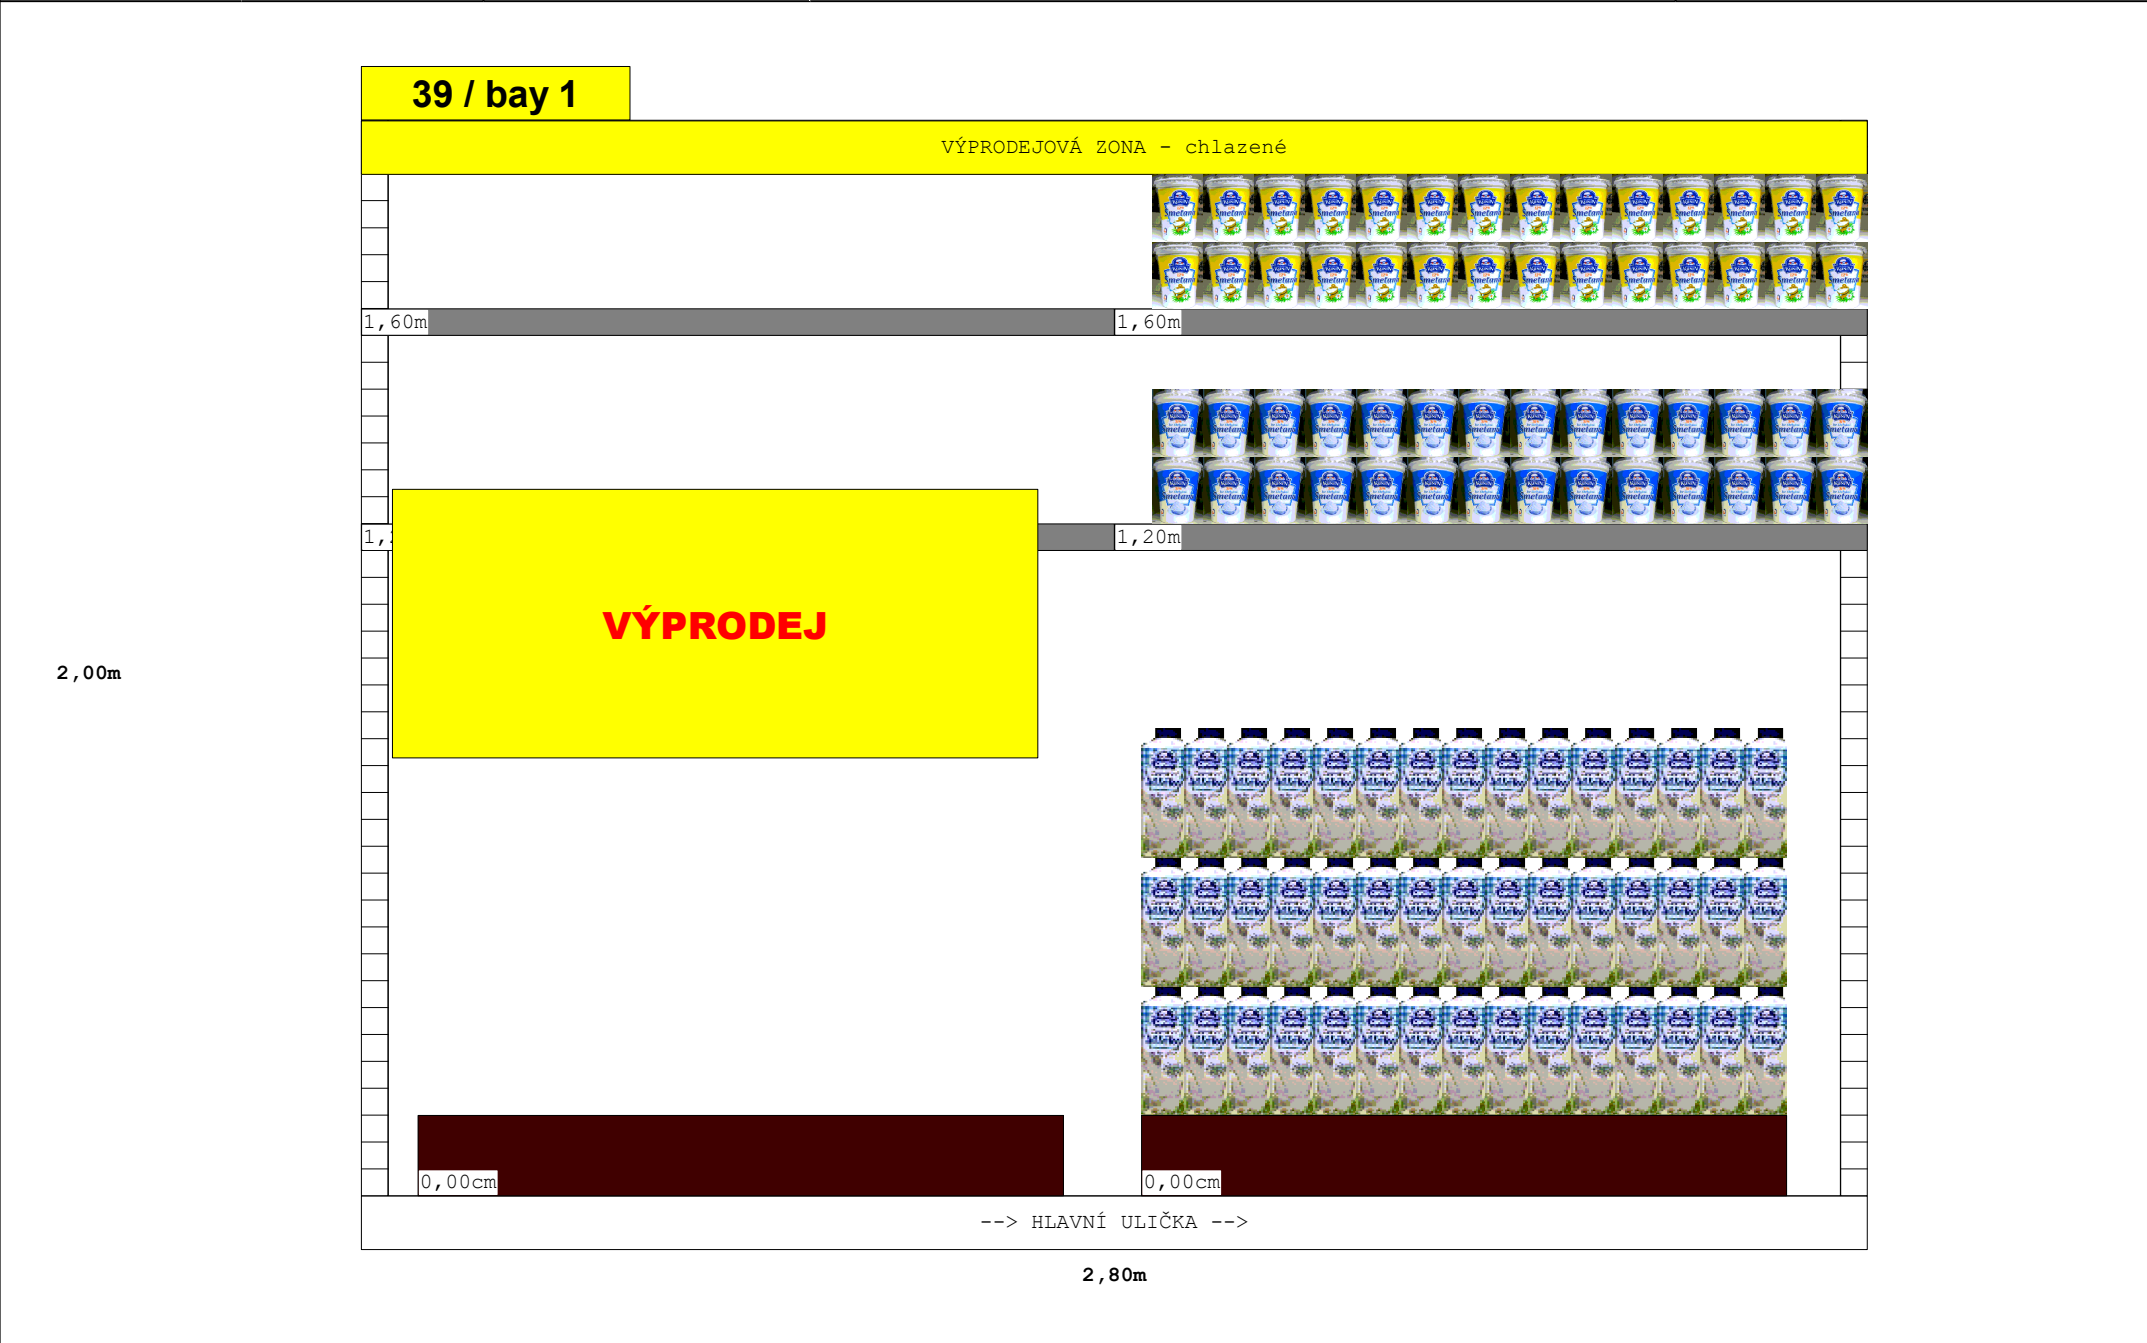 39 / bay 1
VÝPRODEJOVÁ ZONA - chlazené
1,60m
1,60m
1,20m
VÝPRODEJ
2,00m
0,00cm
0,00cm
--> HLAVNÍ ULIČKA -->
2,80m